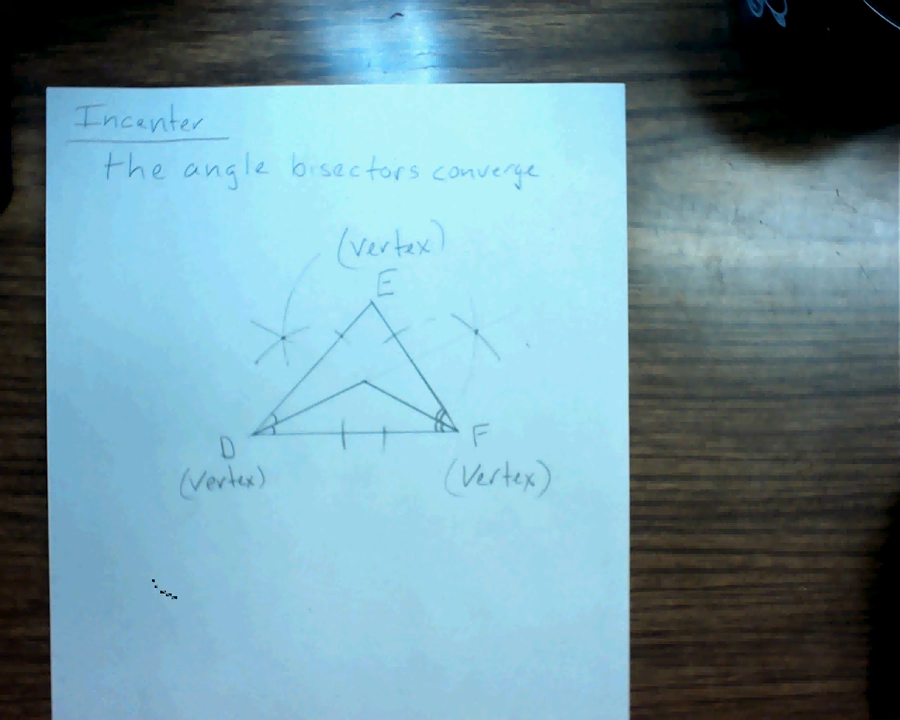 Incenter
the angle bisectors converge
(vertex)
E
D
F
(vertex)
(vertex)